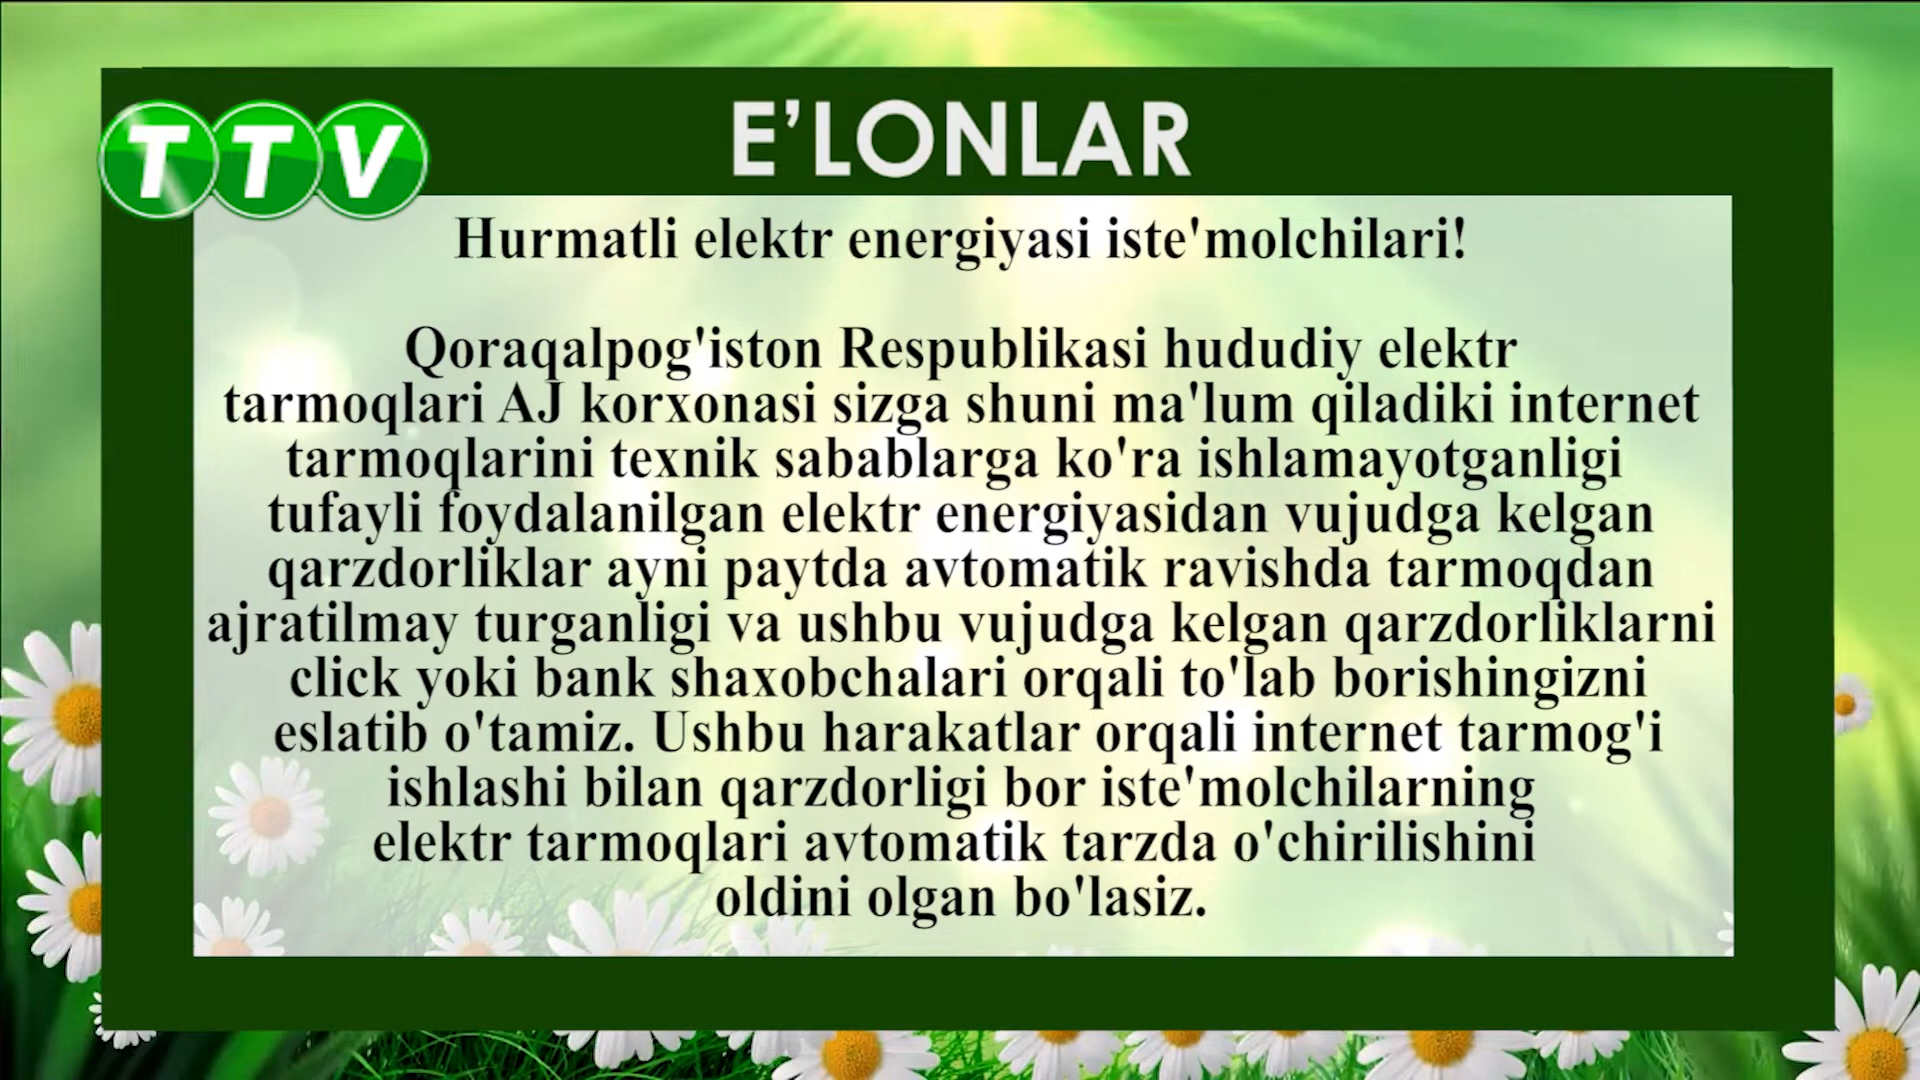 TTV
E’LONLAR
Hurmatli elektr energiyasi iste'molchilari!
Qoraqalpog'iston Respublikasi hududiy elektr
tarmoqlari AJ korxonasi sizga shuni ma'lum qiladiki internet
tarmoqlarini texnik sabablarga ko'ra ishlamayotganligi
tufayli foydalanilgan elektr energiyasidan vujudga kelgan
qarzdorliklar ayni paytda avtomatik ravishda tarmoqdan
ajratilmay turganligi va ushbu vujudga kelgan qarzdorliklarni
click yoki bank shaxobchalari orqali to'lab borishingizni
eslatib o'tamiz. Ushbu harakatlar orqali internet tarmog'i
ishlashi bilan qarzdorligi bor iste'molchilarning
elektr tarmoqlari avtomatik tarzda o'chirilishini
oldini olgan bo'lasiz.